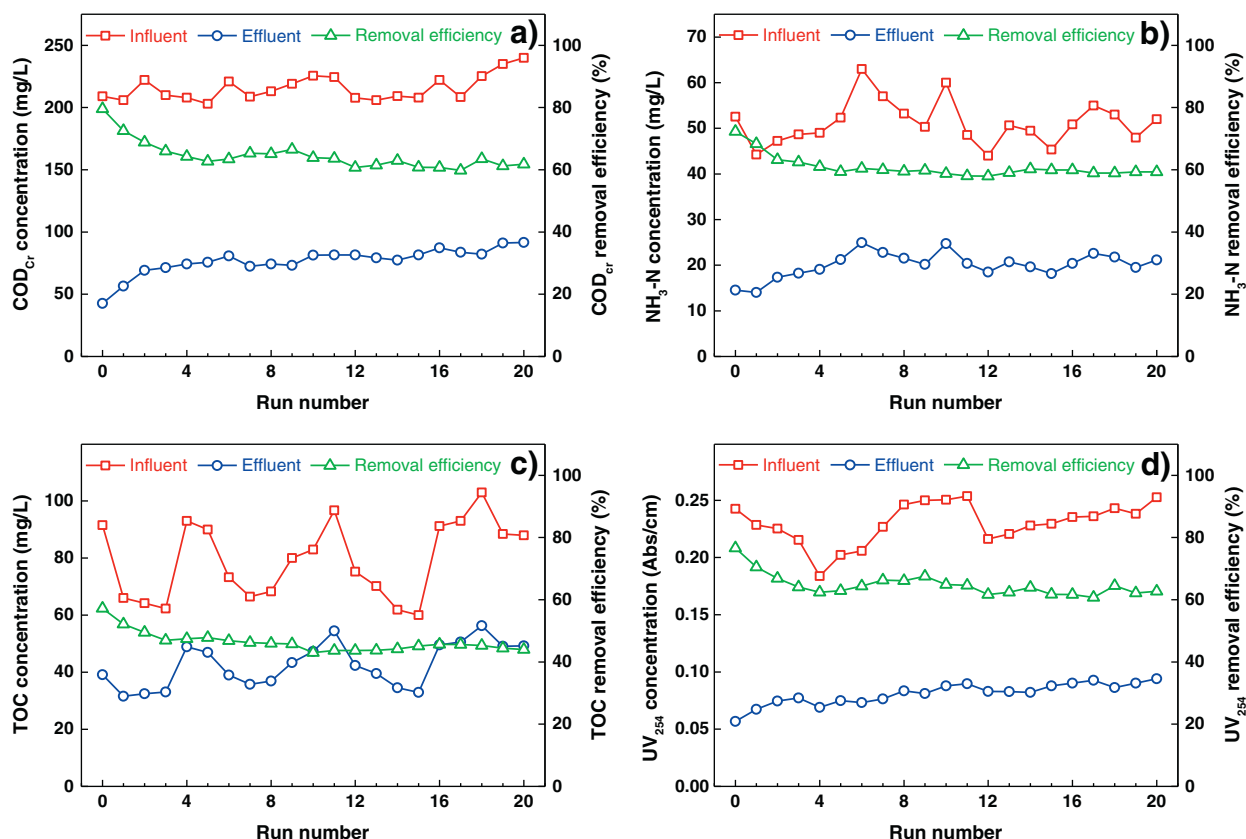 a)
Influent Effluent Removal efficiency
COD_Cr concentration (mg/L)
250
200
150
100
50
0
COD_cr removal efficiency (%)
100
80
60
40
20
0
0 4 8 12 16 20
Run number
b)
Influent Effluent Removal efficiency
NH_3-N concentration (mg/L)
70
60
50
40
30
20
10
0
NH_3-N removal efficiency (%)
100
80
60
40
20
0
0 4 8 12 16 20
Run number
c)
Influent Effluent Removal efficiency
TOC concentration (mg/L)
100
80
60
40
20
0
TOC removal efficiency (%)
100
80
60
40
20
0
0 4 8 12 16 20
Run number
d)
Influent Effluent Removal efficiency
UV_254 concentration (Abs/cm)
0.25
0.20
0.15
0.10
0.05
0.00
UV_254 removal efficiency (%)
100
80
60
40
20
0
0 4 8 12 16 20
Run number